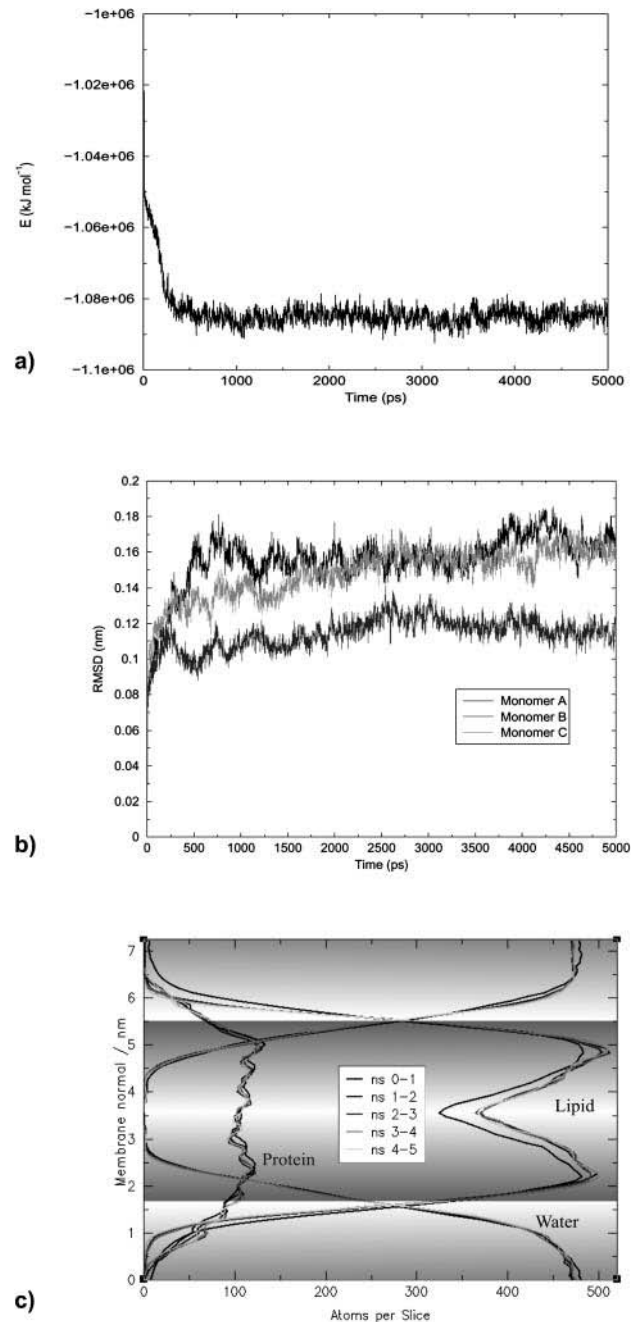 −1e+06
−1.02e+06
−1.04e+06
−1.06e+06
−1.08e+06
−1.1e+06
E (kJ mol⁻¹)
0 1000 2000 3000 4000 5000
Time (ps)
a)
0.2
0.18
0.16
0.14
0.12
0.1
0.08
0.06
0.04
0.02
0
RMSD (nm)
Monomer A
Monomer B
Monomer C
0 500 1000 1500 2000 2500 3000 3500 4000 4500 5000
Time (ps)
b)
7
6
5
4
3
2
1
0
Membrane normal / nm
ns 0−1
ns 1−2
ns 2−3
ns 3−4
ns 4−5
Lipid
Protein
Water
0 100 200 300 400 500
Atoms per Slice
c)